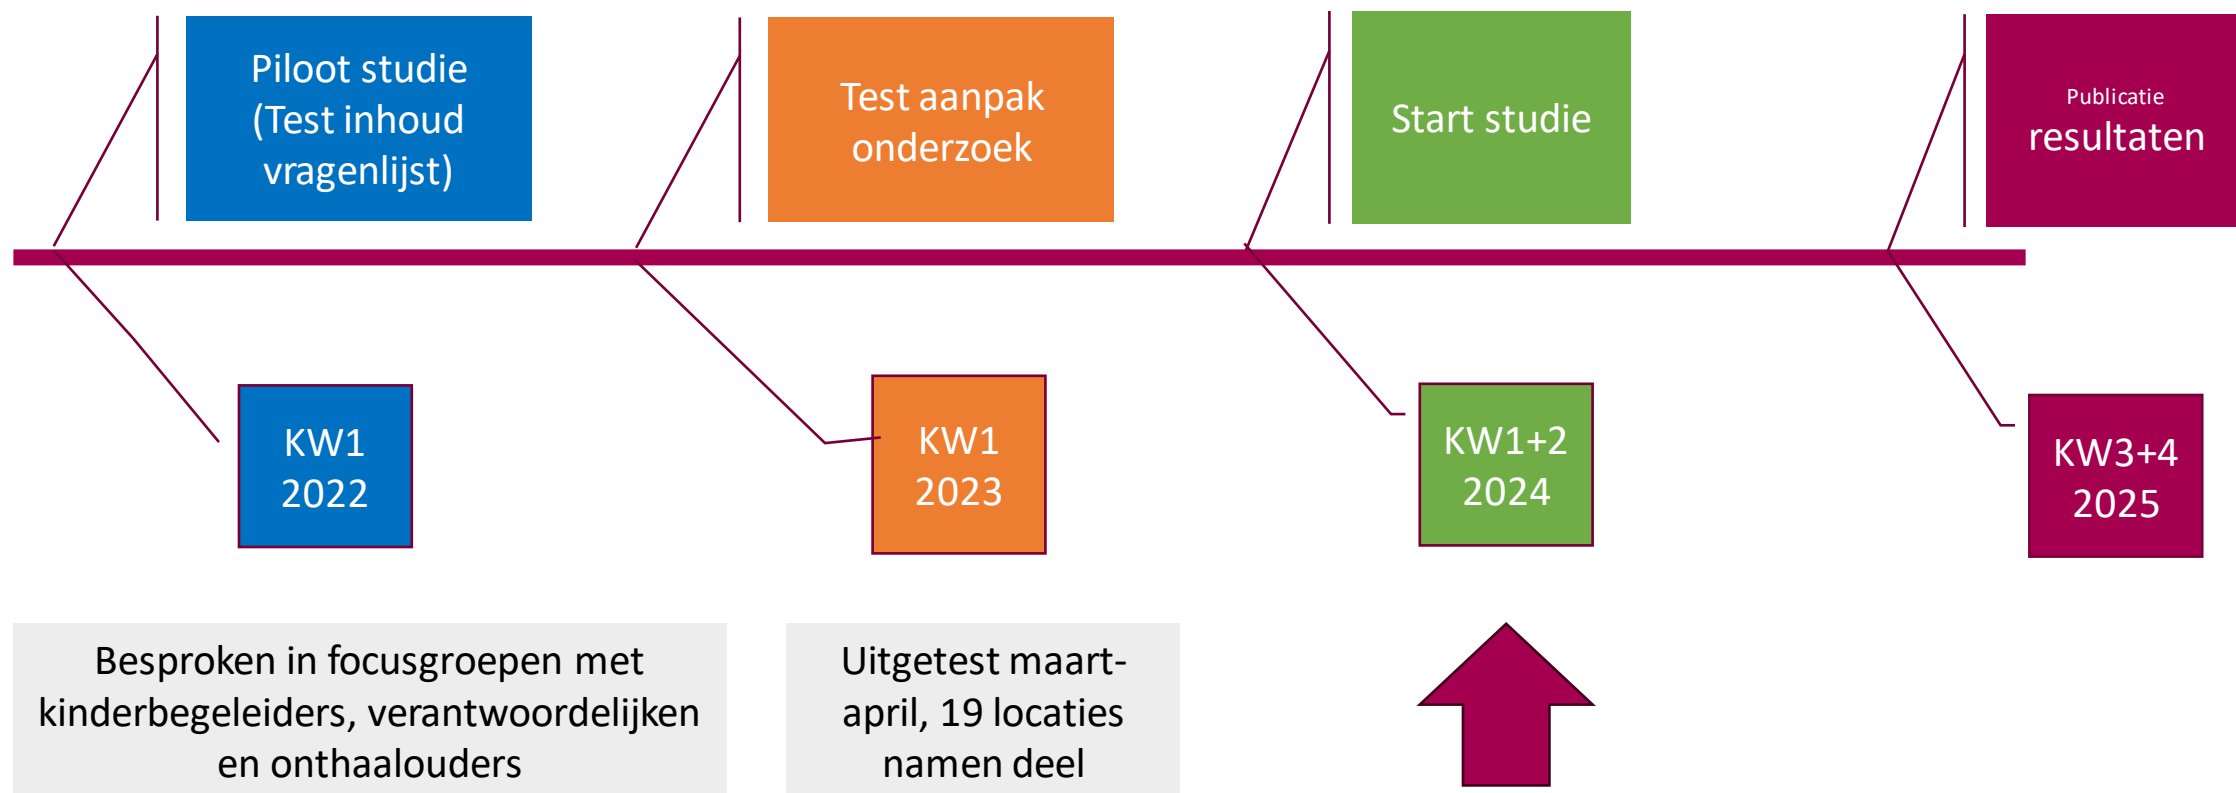 Piloot studie
(Test inhoud
vragenlijst)
Test aanpak
onderzoek
Start studie
Publicatie
resultaten
KW1
2022
KW1
2023
KW1+2
2024
KW3+4
2025
Besproken in focusgroepen met
kinderbegeleiders, verantwoordelijken
en onthaalouders
Uitgetest maart-
april, 19 locaties
namen deel